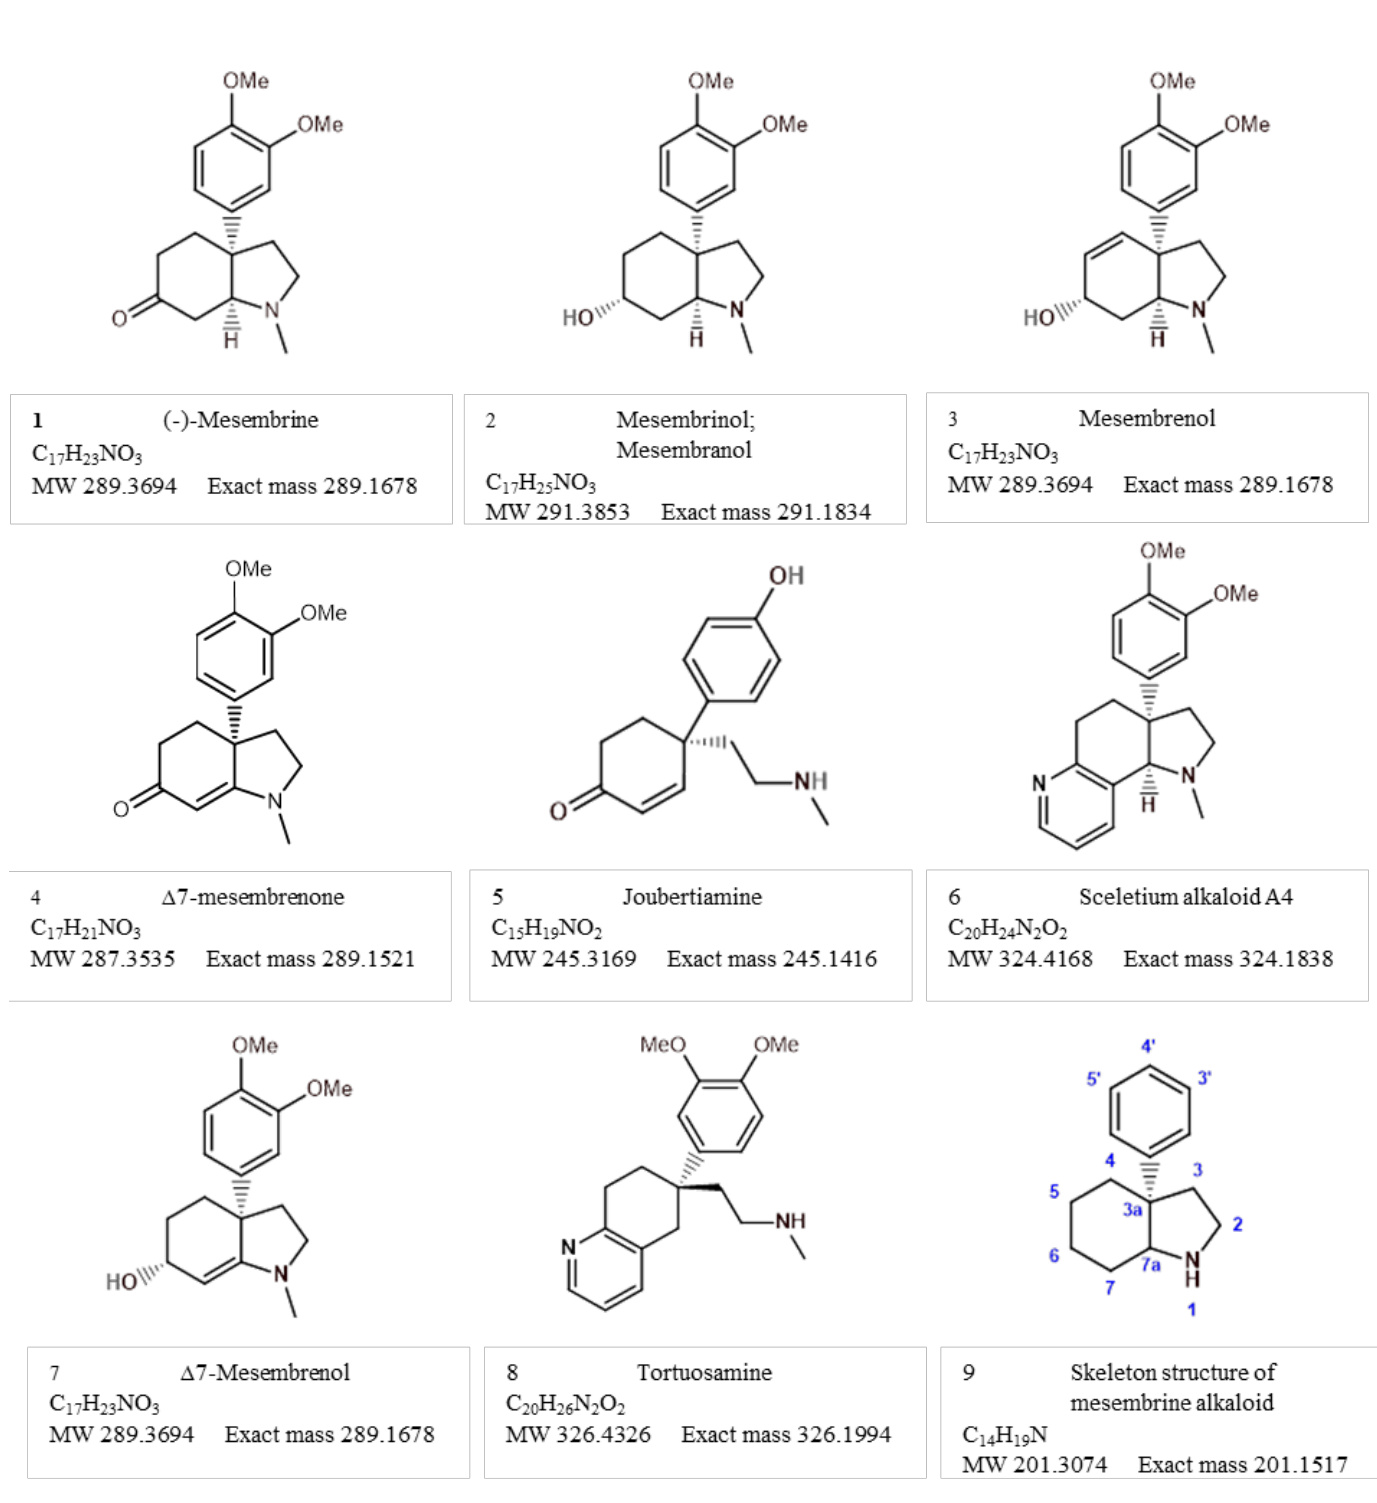 OMe
OMe
O
H
N
OMe
OMe
HO
H
N
OMe
OMe
HO
H
N
1 (-)-Mesembrine
C₁₇H₂₃NO₃
MW 289.3694 Exact mass 289.1678
2 Mesembrinol;
Mesembranol
C₁₇H₂₅NO₃
MW 291.3853 Exact mass 291.1834
3 Mesembrenol
C₁₇H₂₃NO₃
MW 289.3694 Exact mass 289.1678
OMe
OMe
O
N
OH
O
NH
OMe
OMe
N
H
N
4 Δ7-mesembrenone
C₁₇H₂₁NO₃
MW 287.3535 Exact mass 289.1521
5 Joubertiamine
C₁₅H₁₉NO₂
MW 245.3169 Exact mass 245.1416
6 Sceletium alkaloid A4
C₂₀H₂₄N₂O₂
MW 324.4168 Exact mass 324.1838
OMe
OMe
HO
N
MeO OMe
N
NH
4'
5' 3'
4 3
5 3a 2
6 7a N
H
7 1
7 Δ7-Mesembrenol
C₁₇H₂₃NO₃
MW 289.3694 Exact mass 289.1678
8 Tortuosamine
C₂₀H₂₆N₂O₂
MW 326.4326 Exact mass 326.1994
9 Skeleton structure of
mesembrine alkaloid
C₁₄H₁₉N
MW 201.3074 Exact mass 201.1517